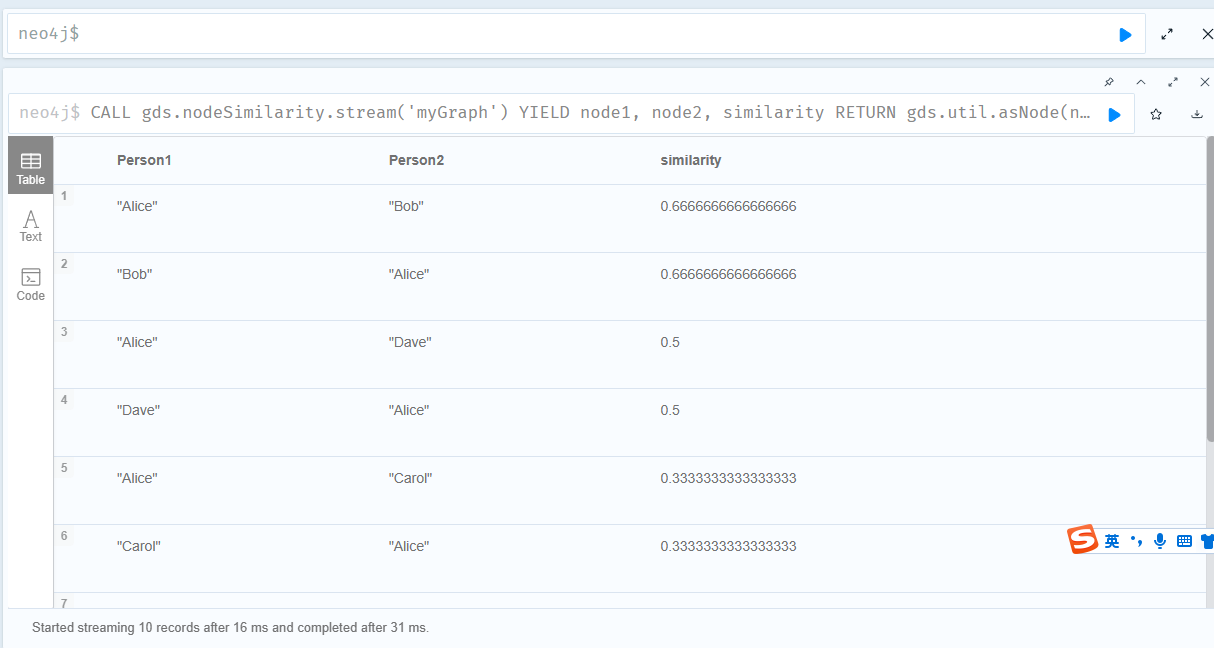 neo4j$
neo4j$ CALL gds.nodeSimilarity.stream('myGraph') YIELD node1, node2, similarity RETURN gds.util.asNode(n…
Table
Text
Code
Person1 Person2 similarity
1 "Alice" "Bob" 0.6666666666666666
2 "Bob" "Alice" 0.6666666666666666
3 "Alice" "Dave" 0.5
4 "Dave" "Alice" 0.5
5 "Alice" "Carol" 0.3333333333333333
6 "Carol" "Alice" 0.3333333333333333
7
S 英
Started streaming 10 records after 16 ms and completed after 31 ms.